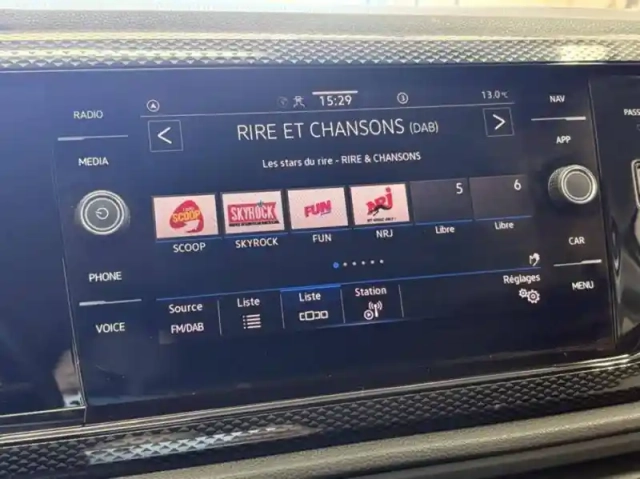 15:29
13.0 °C
RADIO
NAV
RIRE ET CHANSONS (DAB)
APP
MEDIA
Les stars du rire - RIRE & CHANSONS
PASS
SCOOP
SKYROCK
FUN
NRJ
5
6
SCOOP
SKYROCK
FUN
NRJ
Libre
Libre
CAR
PHONE
Réglages
MENU
Source
Liste
Liste
Station
VOICE
FM/DAB